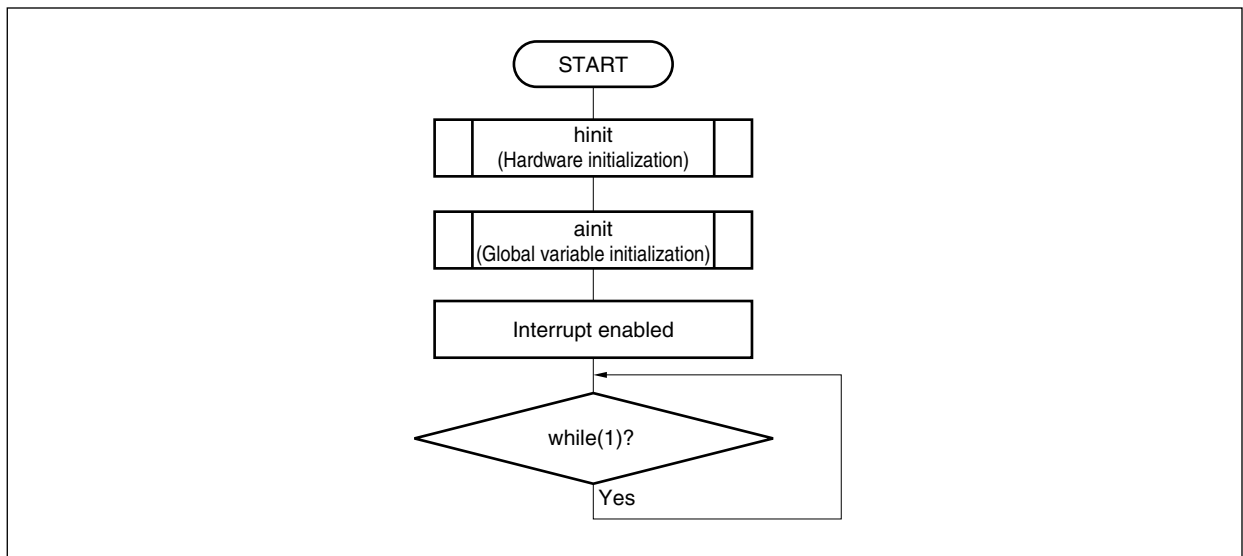 START
hinit
(Hardware initialization)
ainit
(Global variable initialization)
Interrupt enabled
while(1)?
Yes